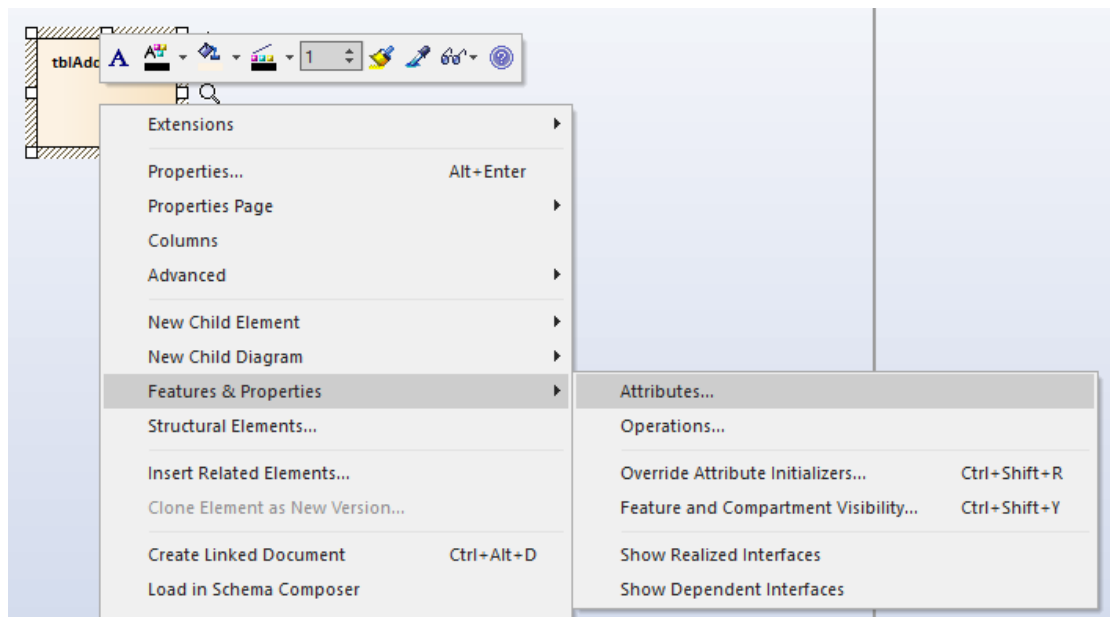 tblAdd
A A 1
Extensions
Properties... Alt+Enter
Properties Page
Columns
Advanced
New Child Element
New Child Diagram
Features & Properties
Attributes...
Structural Elements...
Operations...
Insert Related Elements...
Override Attribute Initializers... Ctrl+Shift+R
Clone Element as New Version...
Feature and Compartment Visibility... Ctrl+Shift+Y
Create Linked Document Ctrl+Alt+D
Show Realized Interfaces
Load in Schema Composer
Show Dependent Interfaces